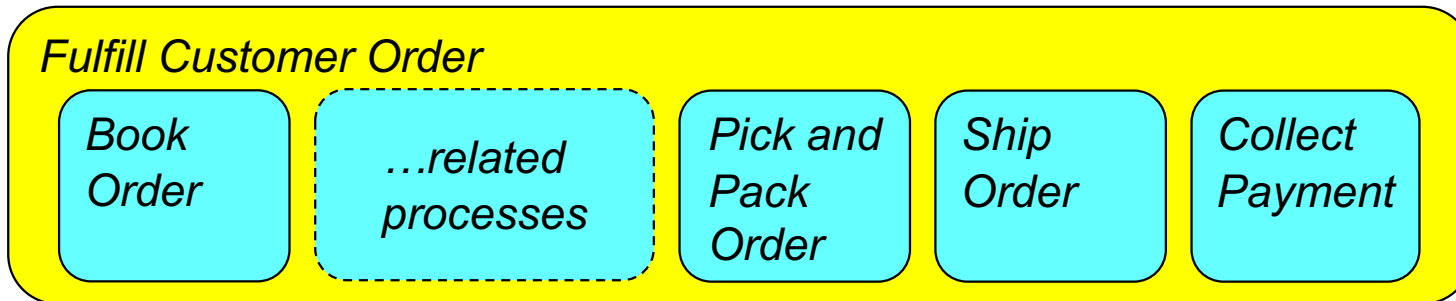 Fulfill Customer Order
Book
Order
…related
processes
Pick and
Pack
Order
Ship
Order
Collect
Payment